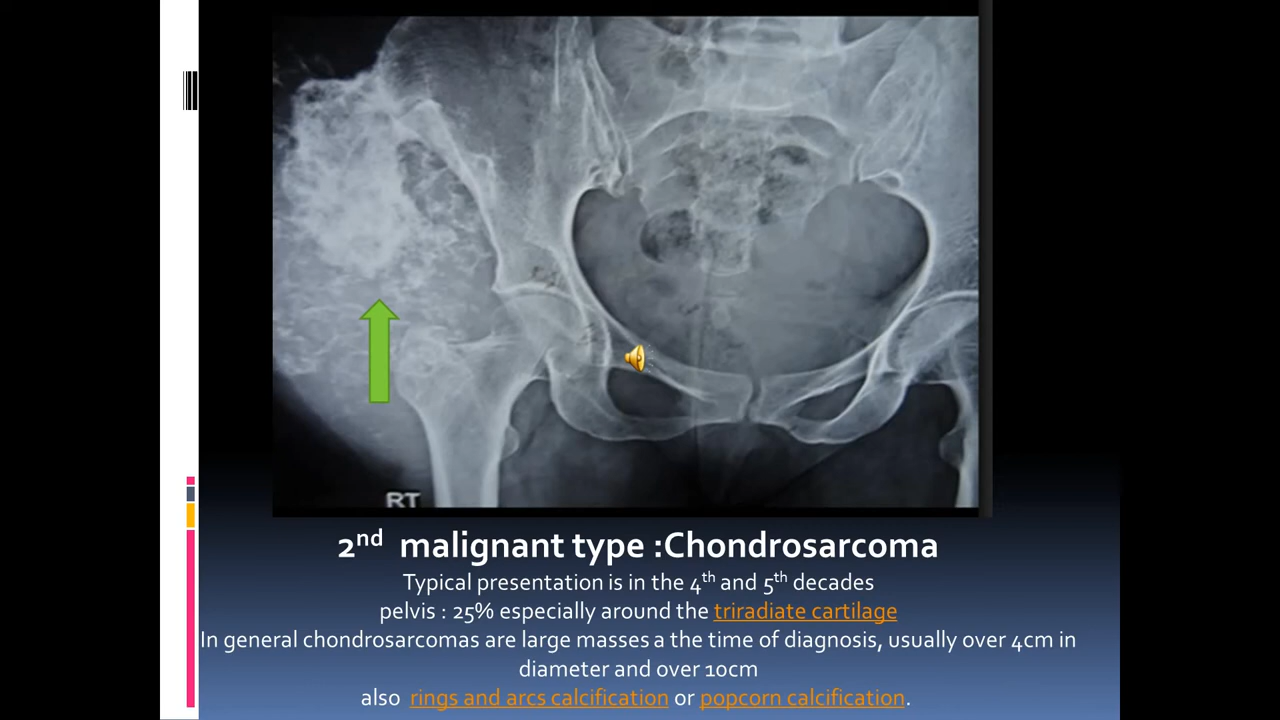 RT
2nd malignant type :Chondrosarcoma
Typical presentation is in the 4th and 5th decades
pelvis : 25% especially around the triradiate cartilage
In general chondrosarcomas are large masses a the time of diagnosis, usually over 4cm in
diameter and over 10cm
also rings and arcs calcification or popcorn calcification.